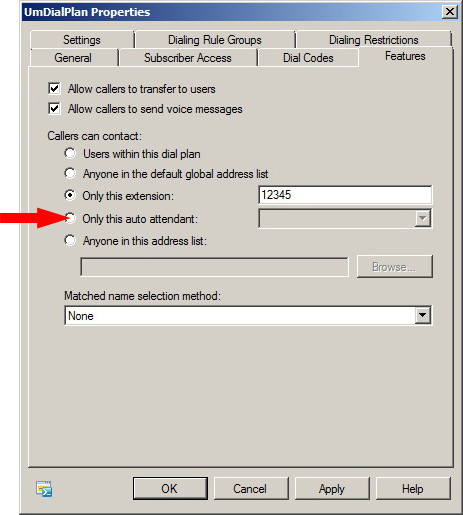 UmDialPlan Properties
Settings Dialing Rule Groups Dialing Restrictions
General Subscriber Access Dial Codes Features
Allow callers to transfer to users
Allow callers to send voice messages
Callers can contact:
Users within this dial plan
Anyone in the default global address list
Only this extension: 12345
Only this auto attendant:
Anyone in this address list:
Browse...
Matched name selection method:
None
OK Cancel Apply Help